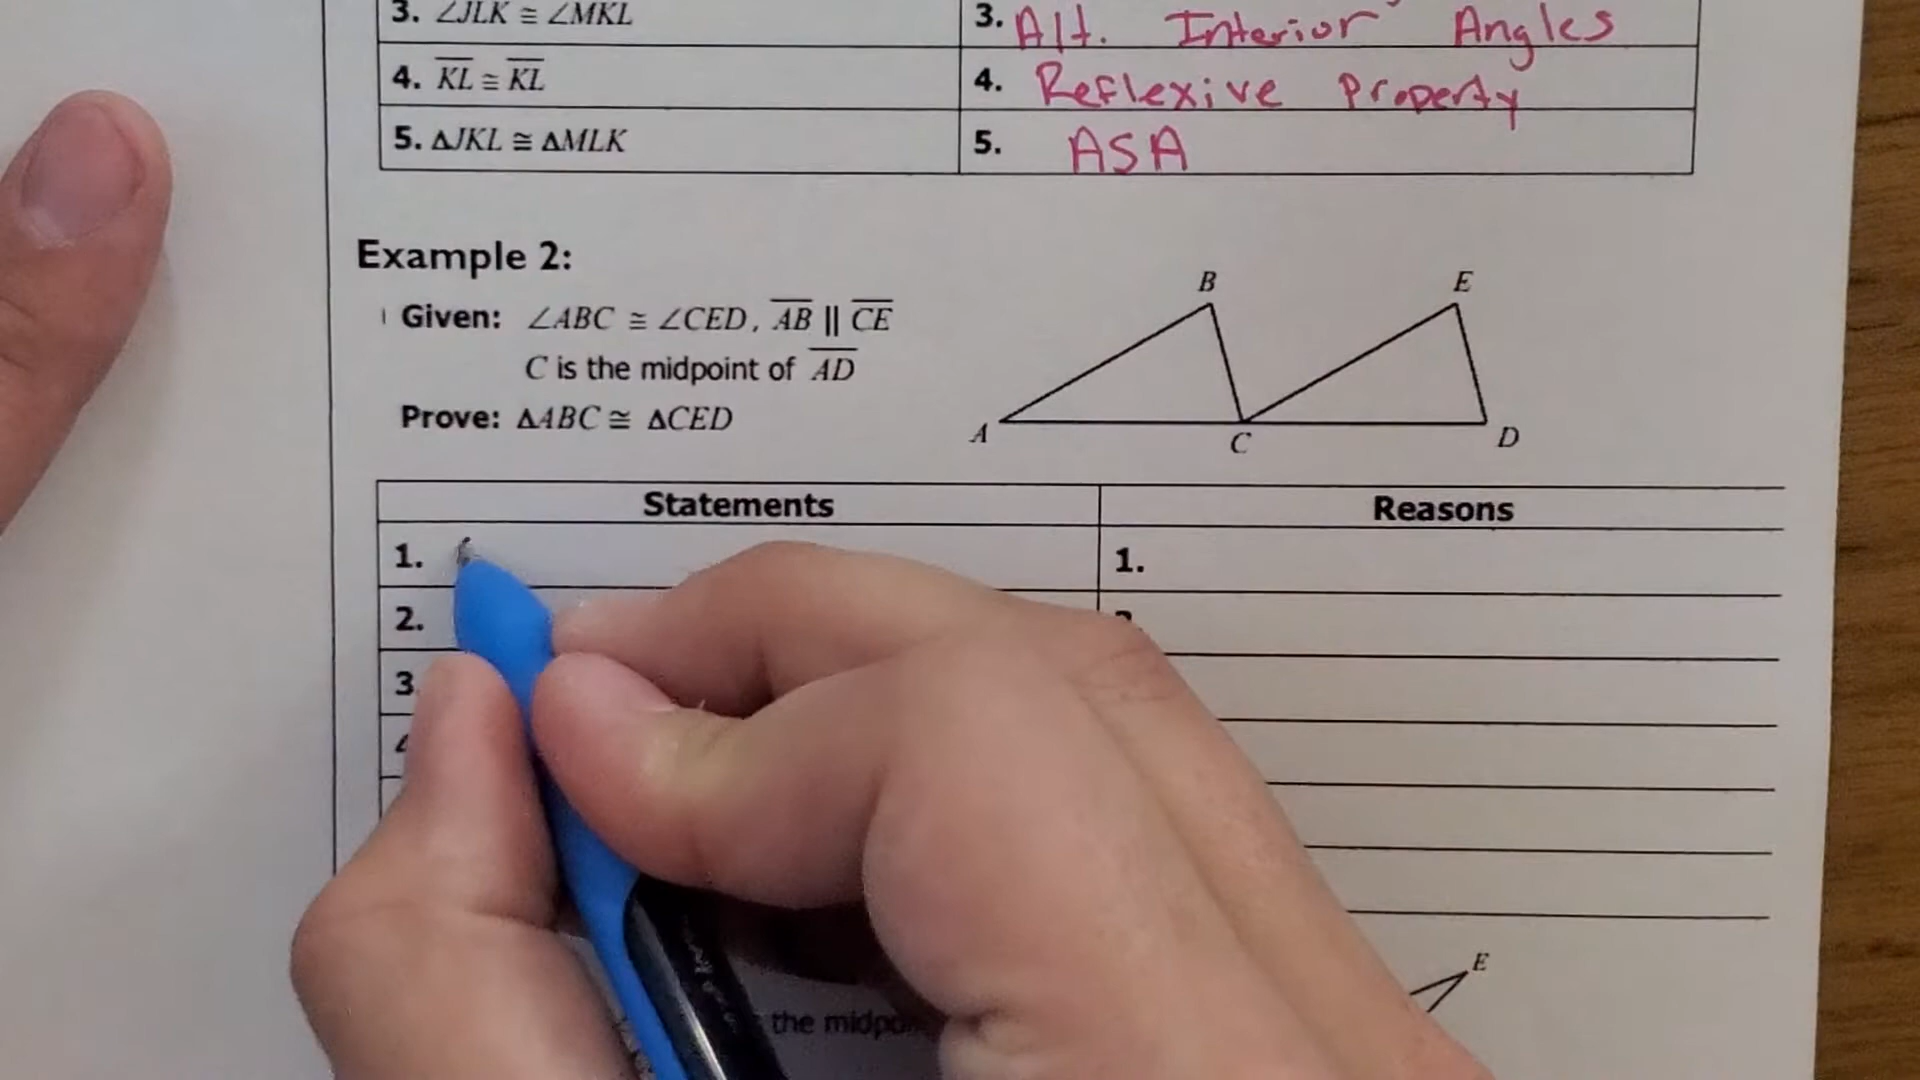 3. ∠JLK ≅ ∠MKL 3. Alt. Interior Angles
4. KL ≅ KL 4. Reflexive Property
5. ΔJKL ≅ ΔMLK 5. ASA
Example 2:
Given: ∠ABC ≅ ∠CED, AB || CE
C is the midpoint of AD
Prove: ΔABC ≅ ΔCED
B E
A C D
Statements Reasons
1. 1.
2.
3.
E
the